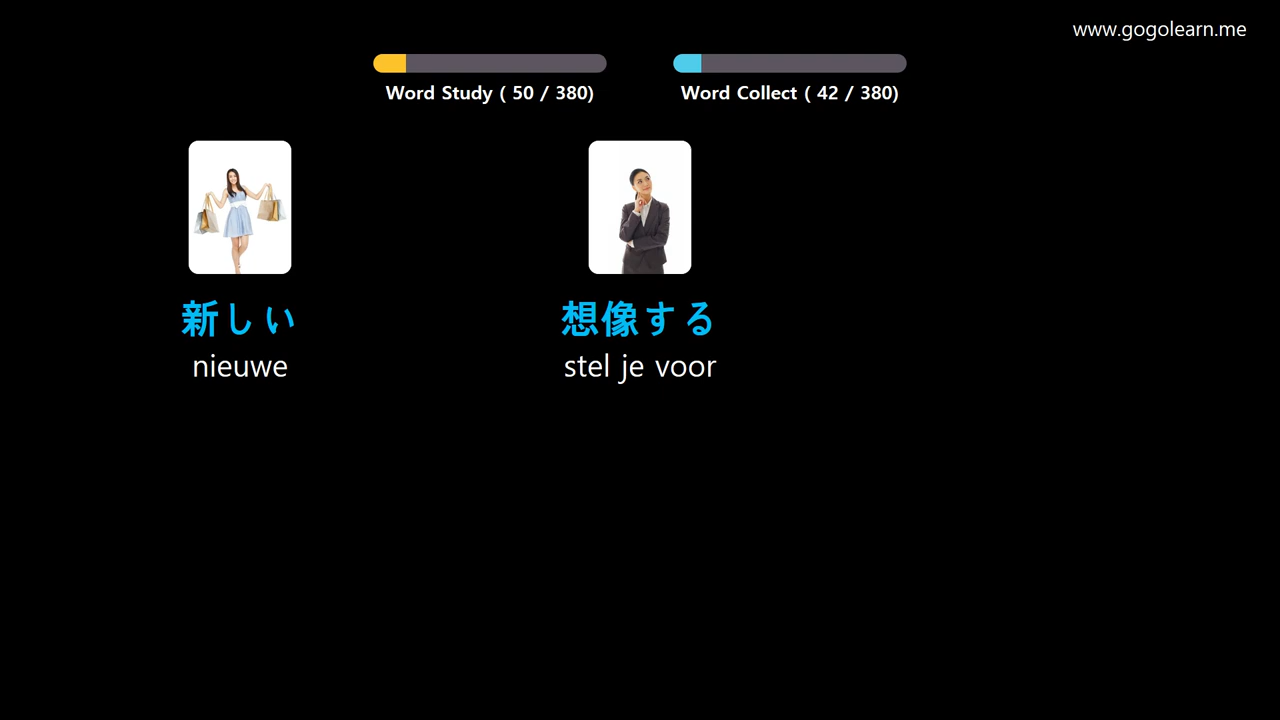 www.gogolearn.me
Word Study ( 50 / 380)
Word Collect ( 42 / 380)
新しい
nieuwe
想像する
stel je voor